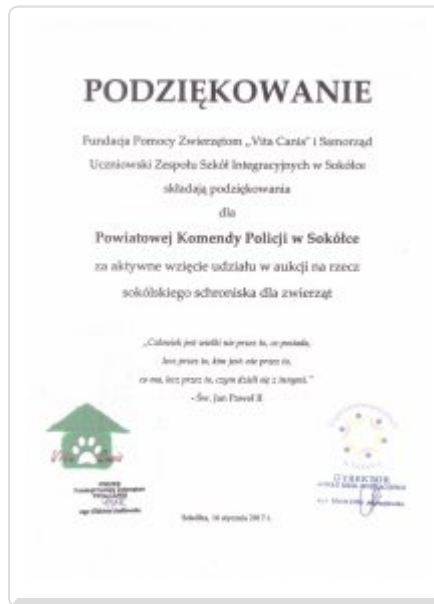 PODZIĘKOWANIE
Fundacja Pomocy Zwierzętom „Vita Canis” i Samorząd
Uczniowski Zespołu Szkół Integracyjnych w Sokółce
składają podziękowania
dla
Powiatowej Komendy Policji w Sokółce
za aktywne wzięcie udziału w aukcji na rzecz
sokólskiego schroniska dla zwierząt
„Człowiek jest wielki nie przez to, co posiada,
lecz przez to, kim jest; nie przez to,
co ma, lecz przez to, czym dzieli się z innymi.”
- Św. Jan Paweł II
Vita Canis
PREZES
DYREKTOR
Sokółka, 16 stycznia 2017 r.